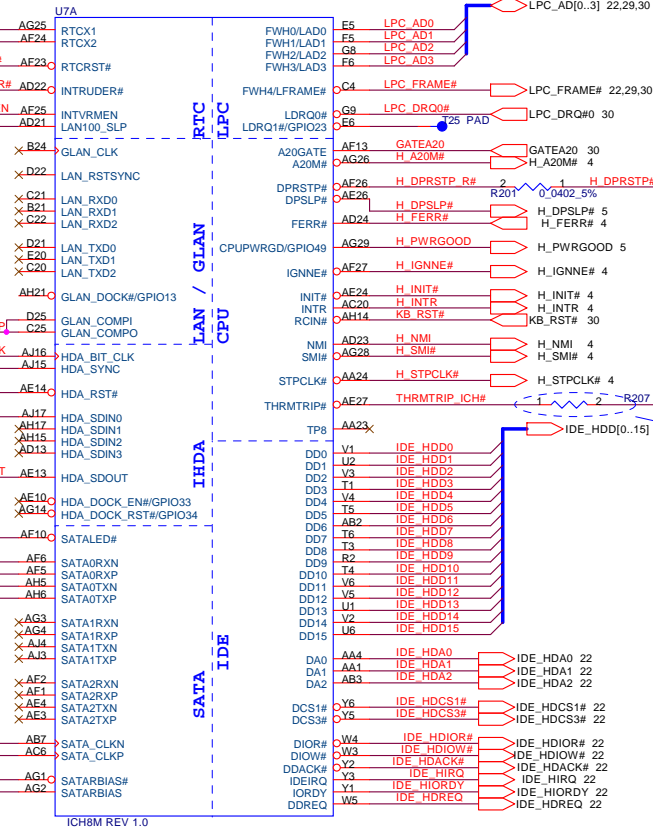 U7A
LPC_AD[0..3] 22,29,30
AG25 RTCX1 FWH0/LAD0 E5 LPC_AD0
AF24 RTCX2 FWH1/LAD1 F5 LPC_AD1
FWH2/LAD2 G8 LPC_AD2
AF23 RTCRST# FWH3/LAD3 F6 LPC_AD3
R# AD22 INTRUDER# FWH4/LFRAME# C4 LPC_FRAME# LPC_FRAME# 22,29,30
EN AF25 INTVRMEN LDRQ0# G9 LPC_DRQ0# LPC_DRQ#0 30
AD21 LAN100_SLP LDRQ1#/GPIO23 E6 T25 PAD
RTC LPC
B24 GLAN_CLK A20GATE AF13 GATEA20 GATEA20 30
A20M# AG26 H_A20M# H_A20M# 4
D22 LAN_RSTSYNC
DPRSTP# AF26 H_DPRSTP_R# 2 1 H_DPRSTP#
R201 0_0402_5%
C21 LAN_RXD0 DPSLP# AE26 H_DPSLP# H_DPSLP# 5
B21 LAN_RXD1
C22 LAN_RXD2 FERR# AD24 H_FERR# H_FERR# 4
D21 LAN_TXD0 CPUPWRGD/GPIO49 AG29 H_PWRGOOD H_PWRGOOD 5
E20 LAN_TXD1
C20 LAN_TXD2 IGNNE# AF27 H_IGNNE# H_IGNNE# 4
AH21 GLAN_DOCK#/GPIO13 INIT# AE24 H_INIT# H_INIT# 4
INTR AC20 H_INTR H_INTR 4
D25 GLAN_COMPI RCIN# AH14 KB_RST# KB_RST# 30
C25 GLAN_COMPO
LAN / GLAN CPU
NMI AD23 H_NMI H_NMI 4
AJ16 HDA_BIT_CLK SMI# AG28 H_SMI# H_SMI# 4
AJ15 HDA_SYNC
STPCLK# AA24 H_STPCLK# H_STPCLK# 4
AE14 HDA_RST#
THRMTRIP# AE27 THRMTRIP_ICH# 1 2 R207
AJ17 HDA_SDIN0
AH17 HDA_SDIN1 TP8 AA23 IDE_HDD[0..15]
AH15 HDA_SDIN2
AD13 HDA_SDIN3
IHDA
DD0 V1 IDE_HDD0
DD1 U2 IDE_HDD1
AE13 HDA_SDOUT DD2 V3 IDE_HDD2
DD3 T1 IDE_HDD3
AE10 HDA_DOCK_EN#/GPIO33 DD4 V4 IDE_HDD4
AG14 HDA_DOCK_RST#/GPIO34 DD5 T5 IDE_HDD5
DD6 AB2 IDE_HDD6
AF10 SATALED# DD7 T6 IDE_HDD7
DD8 T3 IDE_HDD8
AF6 SATA0RXN DD9 R2 IDE_HDD9
AF5 SATA0RXP DD10 T4 IDE_HDD10
AH5 SATA0TXN DD11 V6 IDE_HDD11
AH6 SATA0TXP DD12 V5 IDE_HDD12
DD13 U1 IDE_HDD13
AG3 SATA1RXN DD14 V2 IDE_HDD14
AG4 SATA1RXP DD15 U6 IDE_HDD15
AJ4 SATA1TXN
AJ3 SATA1TXP DA0 AA4 IDE_HDA0 IDE_HDA0 22
DA1 AA1 IDE_HDA1 IDE_HDA1 22
AF2 SATA2RXN DA2 AB3 IDE_HDA2 IDE_HDA2 22
AF1 SATA2RXP
AE4 SATA2TXN DCS1# Y6 IDE_HDCS1# IDE_HDCS1# 22
AE3 SATA2TXP DCS3# Y5 IDE_HDCS3# IDE_HDCS3# 22
SATA IDE
AB7 SATA_CLKN DIOR# W4 IDE_HDIOR# IDE_HDIOR# 22
AC6 SATA_CLKP DIOW# W3 IDE_HDIOW# IDE_HDIOW# 22
DDACK# Y2 IDE_HDACK# IDE_HDACK# 22
AG1 SATARBIAS# IDEIRQ Y3 IDE_HIRQ IDE_HIRQ 22
AG2 SATARBIAS IORDY Y1 IDE_HIORDY IDE_HIORDY 22
DDREQ W5 IDE_HDREQ IDE_HDREQ 22
ICH8M REV 1.0